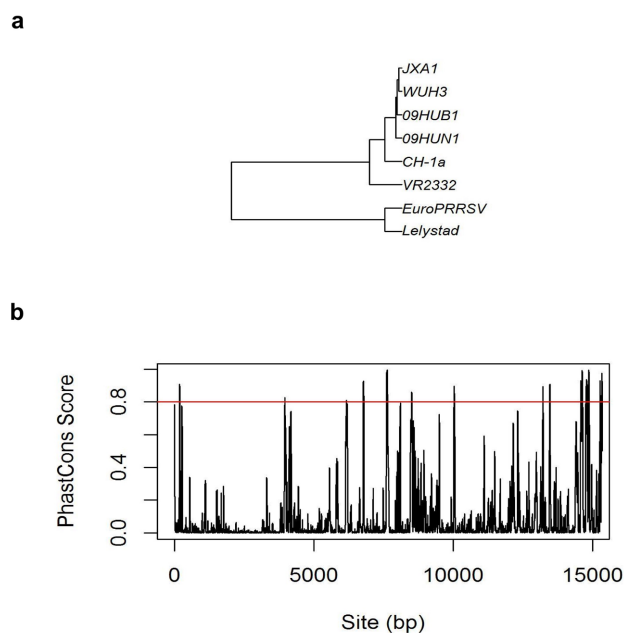 a
JXA1
WUH3
09HUB1
09HUN1
CH-1a
VR2332
EuroPRRSV
Lelystad
b
PhastCons Score
0.8
0.4
0.0
0 5000 10000 15000
Site (bp)